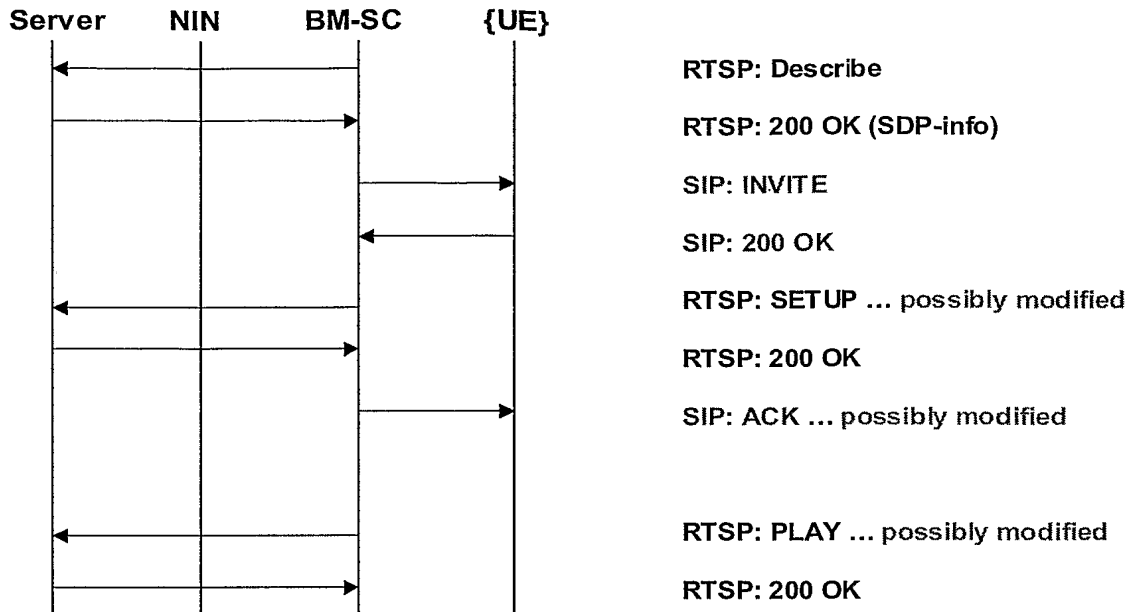 Server NIN BM-SC {UE}
RTSP: Describe
RTSP: 200 OK (SDP-info)
SIP: INVITE
SIP: 200 OK
RTSP: SETUP ... possibly modified
RTSP: 200 OK
SIP: ACK ... possibly modified
RTSP: PLAY ... possibly modified
RTSP: 200 OK